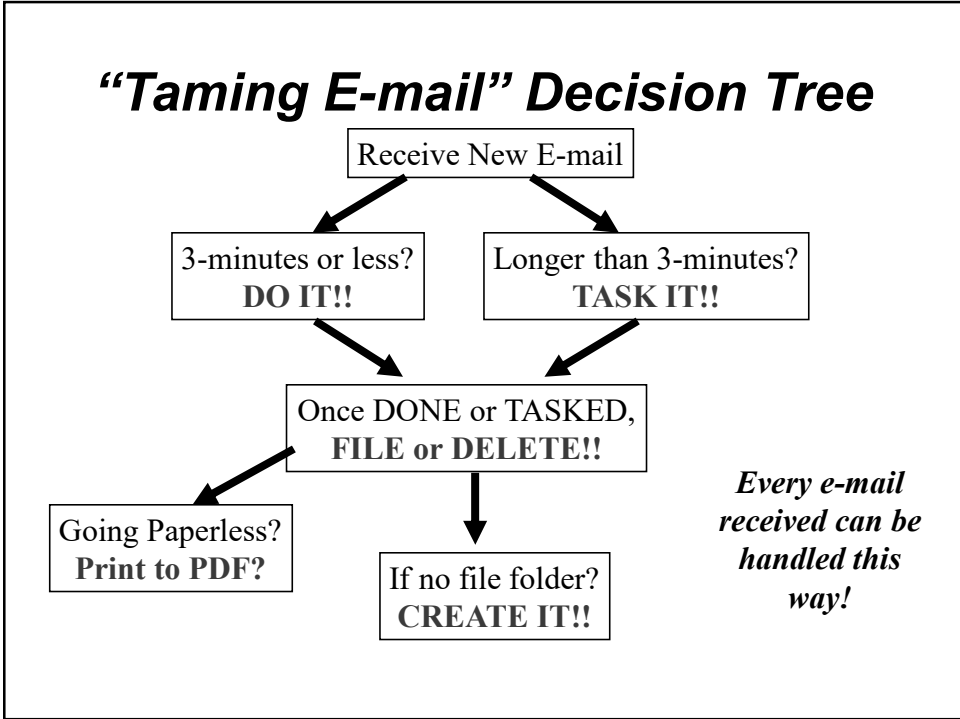 “Taming E-mail” Decision Tree
Receive New E-mail
3-minutes or less?
DO IT!!
Longer than 3-minutes?
TASK IT!!
Once DONE or TASKED,
FILE or DELETE!!
Going Paperless?
Print to PDF?
If no file folder?
CREATE IT!!
Every e-mail
received can be
handled this
way!